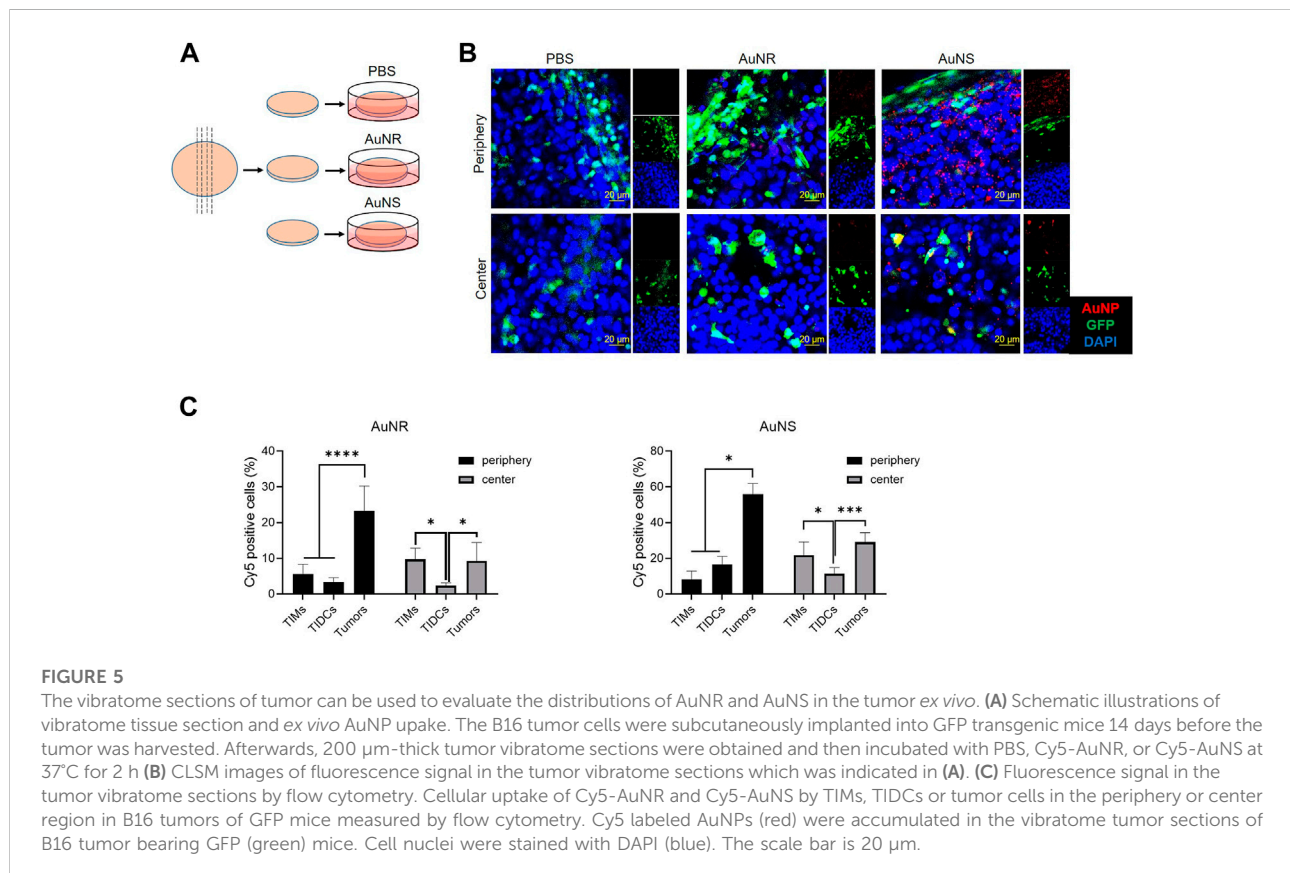 A
PBS
AuNR
AuNS
B
PBS
AuNR
AuNS
Periphery
20 µm
20 µm
20 µm
Center
20 µm
20 µm
20 µm
AuNP
GFP
DAPI
C
AuNR
Cy5 positive cells (%)
40
30
20
10
0
****
*
*
periphery
center
TIMs
TIDCs
Tumors
TIMs
TIDCs
Tumors
AuNS
Cy5 positive cells (%)
80
60
40
20
0
*
*
***
periphery
center
TIMs
TIDCs
Tumors
TIMs
TIDCs
Tumors
FIGURE 5
The vibratome sections of tumor can be used to evaluate the distributions of AuNR and AuNS in the tumor ex vivo. (A) Schematic illustrations of
vibratome tissue section and ex vivo AuNP upake. The B16 tumor cells were subcutaneously implanted into GFP transgenic mice 14 days before the
tumor was harvested. Afterwards, 200 µm-thick tumor vibratome sections were obtained and then incubated with PBS, Cy5-AuNR, or Cy5-AuNS at
37°C for 2 h (B) CLSM images of fluorescence signal in the tumor vibratome sections which was indicated in (A). (C) Fluorescence signal in the
tumor vibratome sections by flow cytometry. Cellular uptake of Cy5-AuNR and Cy5-AuNS by TIMs, TIDCs or tumor cells in the periphery or center
region in B16 tumors of GFP mice measured by flow cytometry. Cy5 labeled AuNPs (red) were accumulated in the vibratome tumor sections of
B16 tumor bearing GFP (green) mice. Cell nuclei were stained with DAPI (blue). The scale bar is 20 µm.